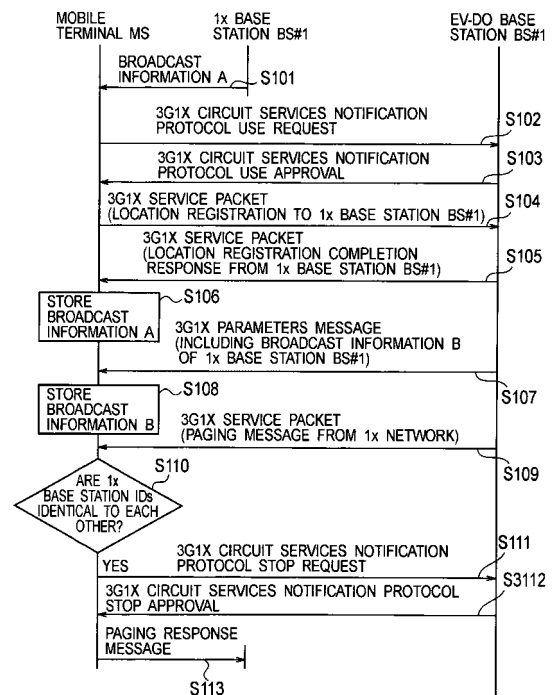 MOBILE
TERMINAL MS
1x BASE
STATION BS#1
EV-DO BASE
STATION BS#1
BROADCAST
INFORMATION A
S101
3G1X CIRCUIT SERVICES NOTIFICATION
PROTOCOL USE REQUEST
S102
3G1X CIRCUIT SERVICES NOTIFICATION
PROTOCOL USE APPROVAL
S103
3G1X SERVICE PACKET
(LOCATION REGISTRATION TO 1x BASE STATION BS#1)
S104
3G1X SERVICE PACKET
(LOCATION REGISTRATION COMPLETION
RESPONSE FROM 1x BASE STATION BS#1)
S105
STORE
BROADCAST
INFORMATION A
S106
3G1X PARAMETERS MESSAGE
(INCLUDING BROADCAST INFORMATION B
OF 1x BASE STATION BS#1)
S107
STORE
BROADCAST
INFORMATION B
S108
3G1X SERVICE PACKET
(PAGING MESSAGE FROM 1x NETWORK)
S109
ARE 1x
BASE STATION IDs
IDENTICAL TO EACH
OTHER?
S110
YES
3G1X CIRCUIT SERVICES NOTIFICATION
PROTOCOL STOP REQUEST
S111
3G1X CIRCUIT SERVICES NOTIFICATION PROTOCOL
STOP APPROVAL
S3112
PAGING RESPONSE
MESSAGE
S113